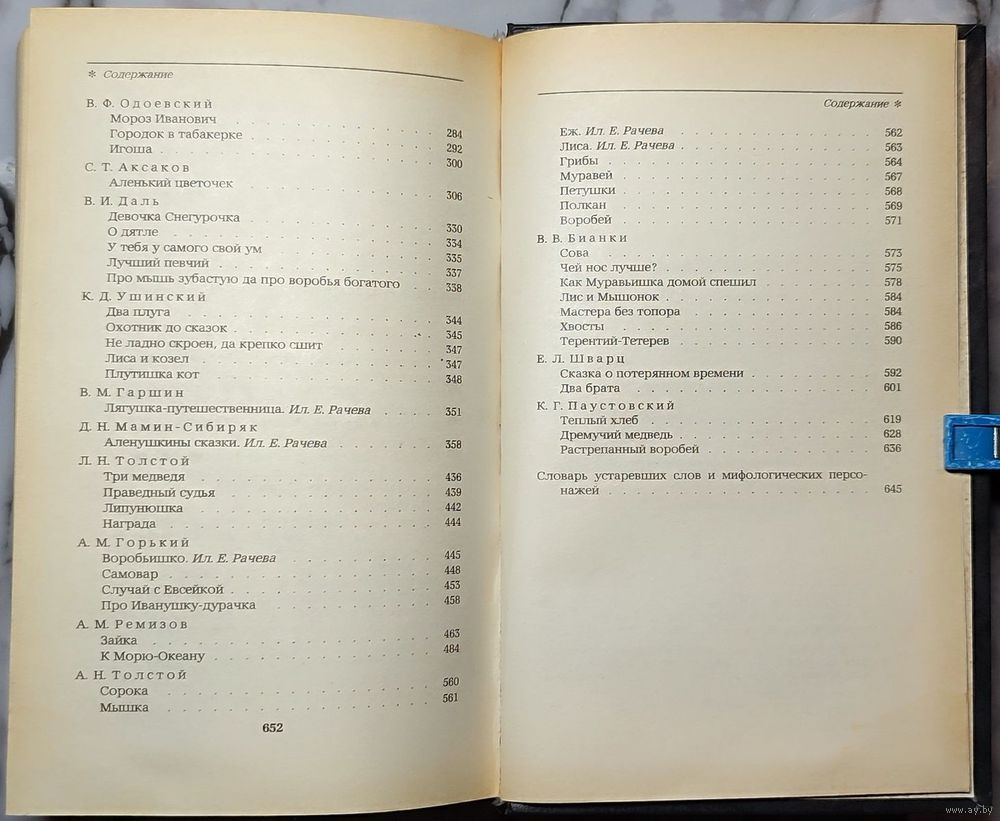 * Содержание
В. Ф. Одоевский
Мороз Иванович . . . 284
Городок в табакерке . . . 292
Игоша . . . 300
С. Т. Аксаков
Аленький цветочек . . . 306
В. И. Даль
Девочка Снегурочка . . . 330
О дятле . . . 334
У тебя у самого свой ум . . . 335
Лучший певчий . . . 337
Про мышь зубастую да про воробья богатого . . . 338
К. Д. Ушинский
Два плуга . . . 344
Охотник до сказок . . . 345
Не ладно скроен, да крепко сшит . . . 347
Лиса и козел . . . 347
Плутишка кот . . . 348
В. М. Гаршин
Лягушка-путешественница. Ил. Е. Рачева . . . 351
Д. Н. Мамин-Сибиряк
Аленушкины сказки. Ил. Е. Рачева . . . 358
Л. Н. Толстой
Три медведя . . . 436
Праведный судья . . . 439
Липунюшка . . . 442
Награда . . . 444
А. М. Горький
Воробьишко. Ил. Е. Рачева . . . 445
Самовар . . . 448
Случай с Евсейкой . . . 453
Про Иванушку-дурачка . . . 458
А. М. Ремизов
Зайка . . . 463
К Морю-Океану . . . 484
А. Н. Толстой
Сорока . . . 560
Мышка . . . 561
652
Содержание *
Еж. Ил. Е. Рачева . . . 562
Лиса. Ил. Е. Рачева . . . 563
Грибы . . . 564
Муравей . . . 567
Петушки . . . 568
Полкан . . . 569
Воробей . . . 571
В. В. Бианки
Сова . . . 573
Чей нос лучше? . . . 575
Как Муравьишка домой спешил . . . 578
Лис и Мышонок . . . 584
Мастера без топора . . . 584
Хвосты . . . 586
Терентий-Тетерев . . . 590
Е. Л. Шварц
Сказка о потерянном времени . . . 592
Два брата . . . 601
К. Г. Паустовский
Теплый хлеб . . . 619
Дремучий медведь . . . 628
Растрепанный воробей . . . 636
Словарь устаревших слов и мифологических персо-
нажей . . . 645
www.ay.by